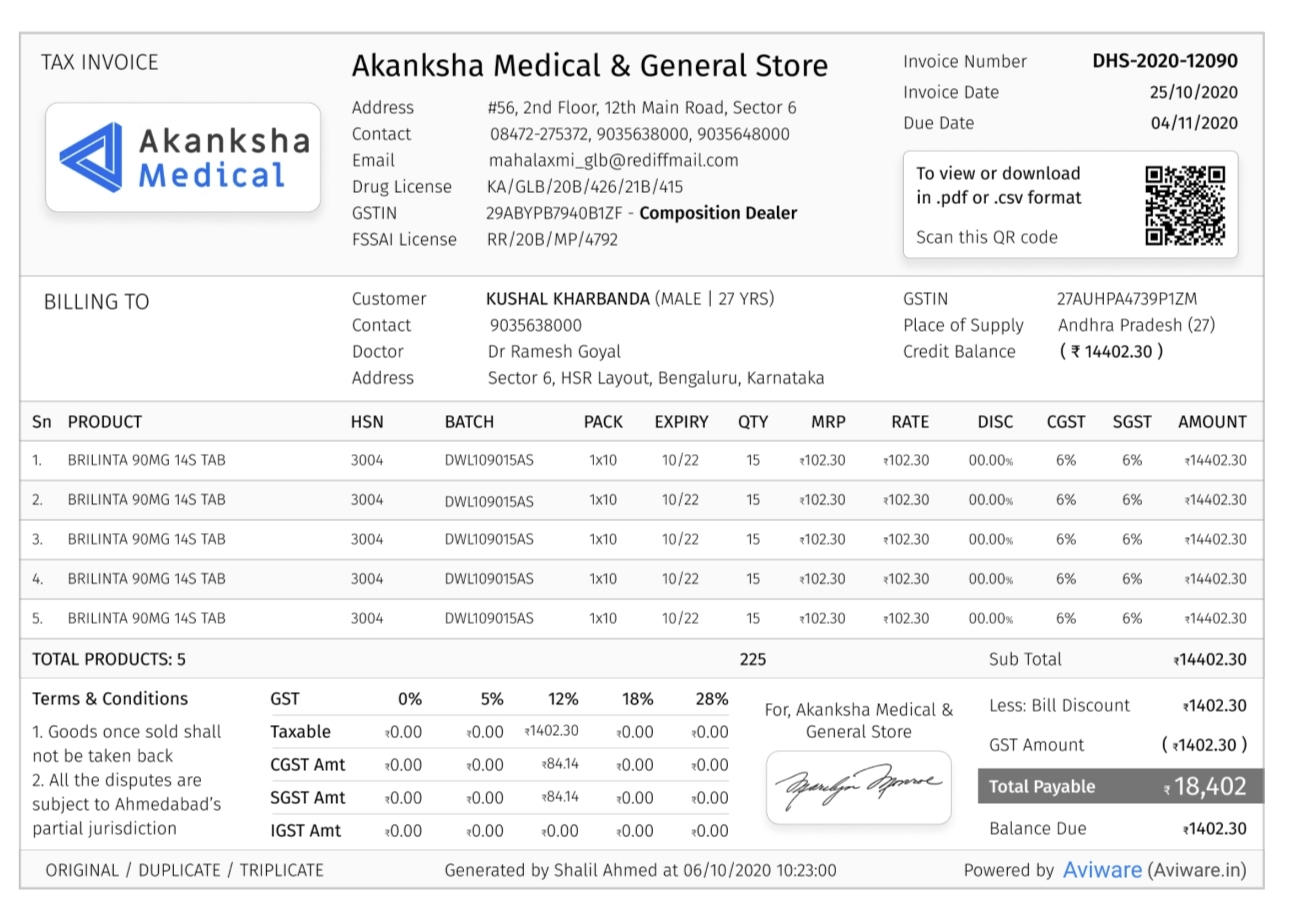 TAX INVOICE
Akanksha
Medical
Akanksha Medical & General Store
Address #56, 2nd Floor, 12th Main Road, Sector 6
Contact 08472-275372, 9035638000, 9035648000
Email mahalaxmi_glb@rediffmail.com
Drug License KA/GLB/20B/426/21B/415
GSTIN 29ABYPB7940B1ZF - Composition Dealer
FSSAI License RR/20B/MP/4792
Invoice Number DHS-2020-12090
Invoice Date 25/10/2020
Due Date 04/11/2020
To view or download
in .pdf or .csv format
Scan this QR code
BILLING TO
Customer KUSHAL KHARBANDA (MALE | 27 YRS)
Contact 9035638000
Doctor Dr Ramesh Goyal
Address Sector 6, HSR Layout, Bengaluru, Karnataka
GSTIN 27AUHPA4739P1ZM
Place of Supply Andhra Pradesh (27)
Credit Balance ( ₹ 14402.30 )
Sn PRODUCT HSN BATCH PACK EXPIRY QTY MRP RATE DISC CGST SGST AMOUNT
1. BRILINTA 90MG 14S TAB 3004 DWL109015AS 1x10 10/22 15 ₹102.30 ₹102.30 00.00% 6% 6% ₹14402.30
2. BRILINTA 90MG 14S TAB 3004 DWL109015AS 1x10 10/22 15 ₹102.30 ₹102.30 00.00% 6% 6% ₹14402.30
3. BRILINTA 90MG 14S TAB 3004 DWL109015AS 1x10 10/22 15 ₹102.30 ₹102.30 00.00% 6% 6% ₹14402.30
4. BRILINTA 90MG 14S TAB 3004 DWL109015AS 1x10 10/22 15 ₹102.30 ₹102.30 00.00% 6% 6% ₹14402.30
5. BRILINTA 90MG 14S TAB 3004 DWL109015AS 1x10 10/22 15 ₹102.30 ₹102.30 00.00% 6% 6% ₹14402.30
TOTAL PRODUCTS: 5 225 Sub Total ₹14402.30
Terms & Conditions
1. Goods once sold shall
not be taken back
2. All the disputes are
subject to Ahmedabad's
partial jurisdiction
GST 0% 5% 12% 18% 28%
Taxable ₹0.00 ₹0.00 ₹1402.30 ₹0.00 ₹0.00
CGST Amt ₹0.00 ₹0.00 ₹84.14 ₹0.00 ₹0.00
SGST Amt ₹0.00 ₹0.00 ₹84.14 ₹0.00 ₹0.00
IGST Amt ₹0.00 ₹0.00 ₹0.00 ₹0.00 ₹0.00
For, Akanksha Medical &
General Store
Marilyn Monroe
Less: Bill Discount ₹1402.30
GST Amount ( ₹1402.30 )
Total Payable ₹18,402
Balance Due ₹1402.30
ORIGINAL / DUPLICATE / TRIPLICATE
Generated by Shalil Ahmed at 06/10/2020 10:23:00
Powered by Aviware (Aviware.in)